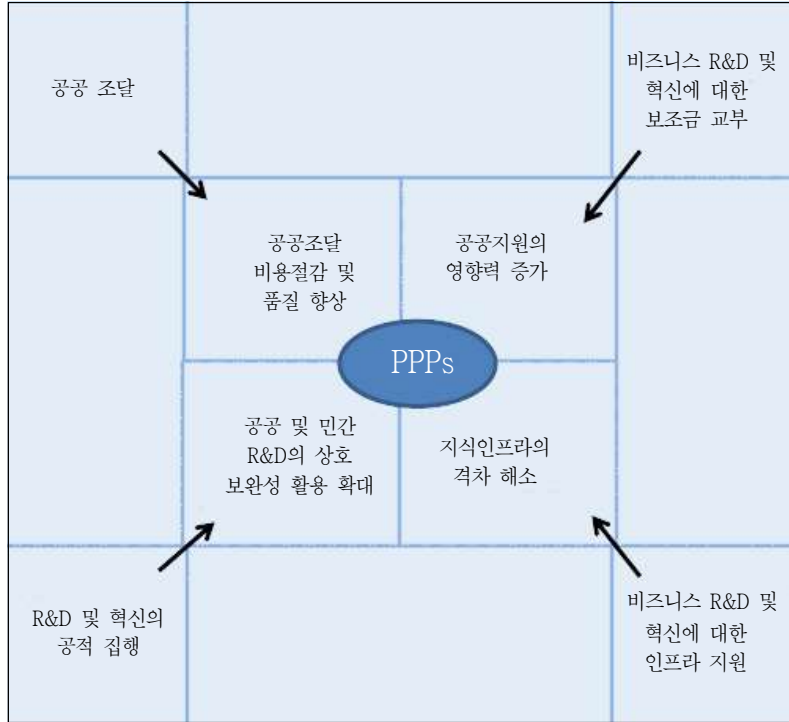 공공 조달
비즈니스 R&D 및
혁신에 대한
보조금 교부
공공조달
비용절감 및
품질 향상
공공지원의
영향력 증가
PPPs
공공 및 민간
R&D의 상호
보완성 활용 확대
지식인프라의
격차 해소
R&D 및 혁신의
공적 집행
비즈니스 R&D 및
혁신에 대한
인프라 지원